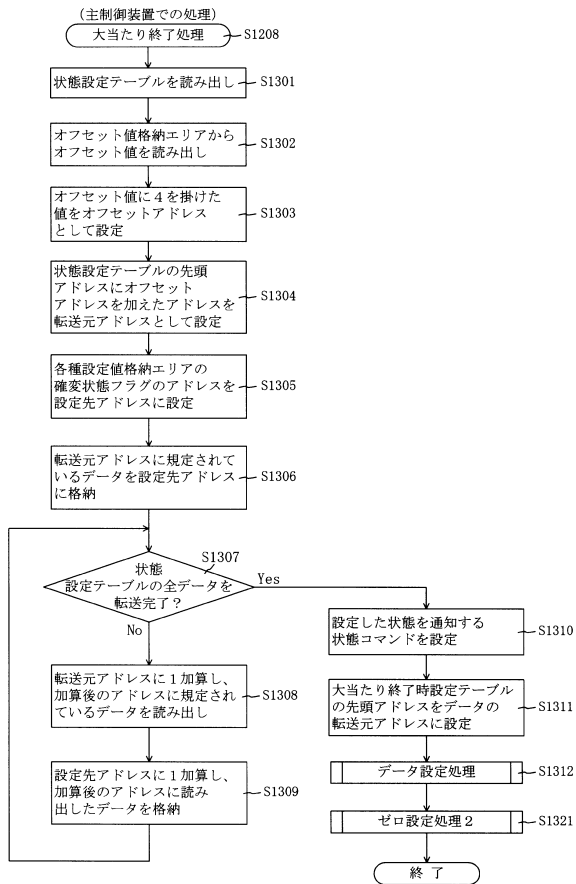 (主制御装置での処理)
大当たり終了処理
S1208
状態設定テーブルを読み出し
S1301
オフセット値格納エリアから
オフセット値を読み出し
S1302
オフセット値に４を掛けた
値をオフセットアドレス
として設定
S1303
状態設定テーブルの先頭
アドレスにオフセット
アドレスを加えたアドレスを
転送元アドレスとして設定
S1304
各種設定値格納エリアの
確変状態フラグのアドレスを
設定先アドレスに設定
S1305
転送元アドレスに規定されて
いるデータを設定先アドレス
に格納
S1306
S1307
状態
設定テーブルの全データを
転送完了？
Yes
No
転送元アドレスに１加算し、
加算後のアドレスに規定され
ているデータを読み出し
S1308
設定先アドレスに１加算し、
加算後のアドレスに読み
出したデータを格納
S1309
設定した状態を通知する
状態コマンドを設定
S1310
大当たり終了時設定テーブル
の先頭アドレスをデータの
転送元アドレスに設定
S1311
データ設定処理
S1312
ゼロ設定処理２
S1321
終 了